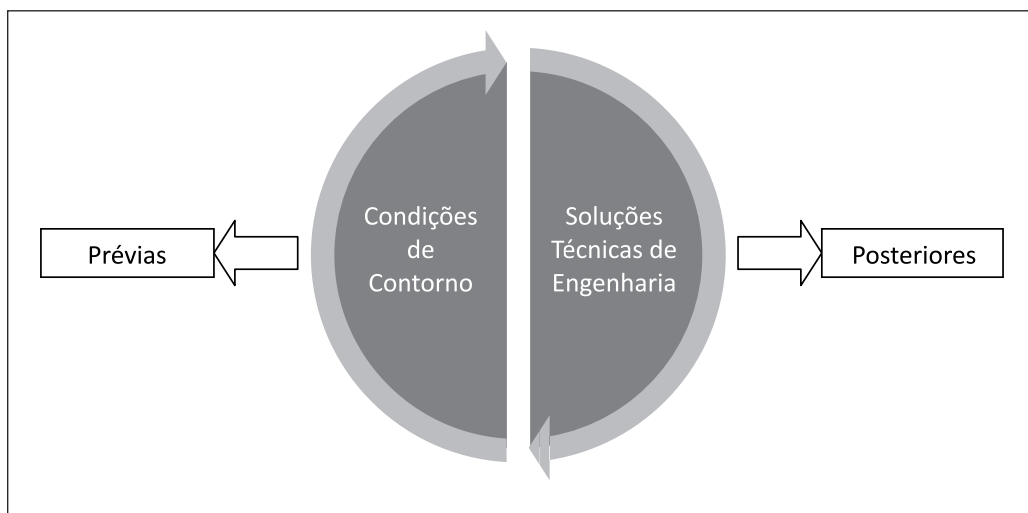 Prévias
Condições
de
Contorno
Soluções
Técnicas de
Engenharia
Posteriores